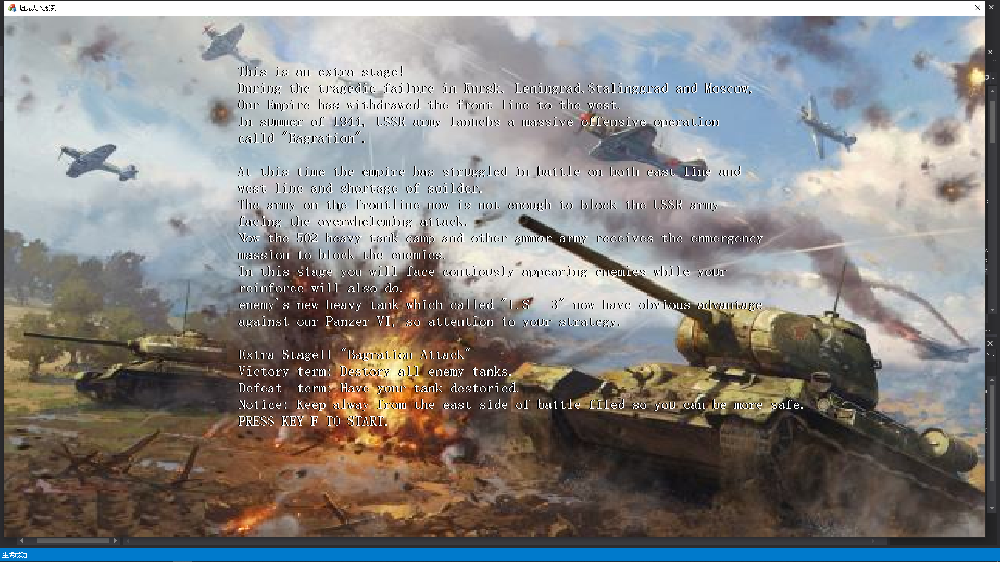 坦克大战系列
This is an extra stage!
During the tragedic failure in Kursk, Leningrad,Stalinggrad and Moscow,
Our Empire has withdrawed the front line to the west.
In summer of 1944, USSR army lanuchs a massive offensive operation
calld "Bagration".
At this time the empire has struggled in battle on both east line and
west line and shortage of soilder.
The army on the frontline now is not enough to block the USSR army
facing the overwheleming attack.
Now the 502 heavy tank camp and other ammor army receives the enmergency
massion to block the enemies.
In this stage you will face contiously appearing enemies while your
reinforce will also do.
enemy's new heavy tank which called "I.S - 3" now have obvious advantage
against our Panzer VI, so attention to your strategy.
Extra StageII "Bagration Attack"
Victory term: Destory all enemy tanks.
Defeat  term: Have your tank destoried.
Notice: Keep alway from the east side of battle filed so you can be more safe.
PRESS KEY F TO START.
生成成功